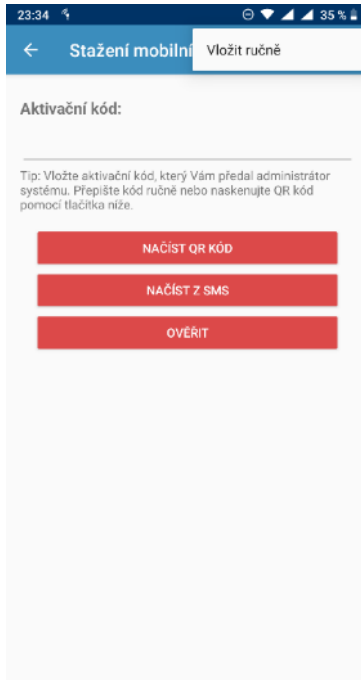 23:34 35 %
Stažení mobilní Vložit ručně
Aktivační kód:
Tip: Vložte aktivační kód, který Vám předal administrátor
systému. Přepište kód ručně nebo naskenujte QR kód
pomocí tlačítka níže.
NAČÍST QR KÓD
NAČÍST Z SMS
OVĚŘIT